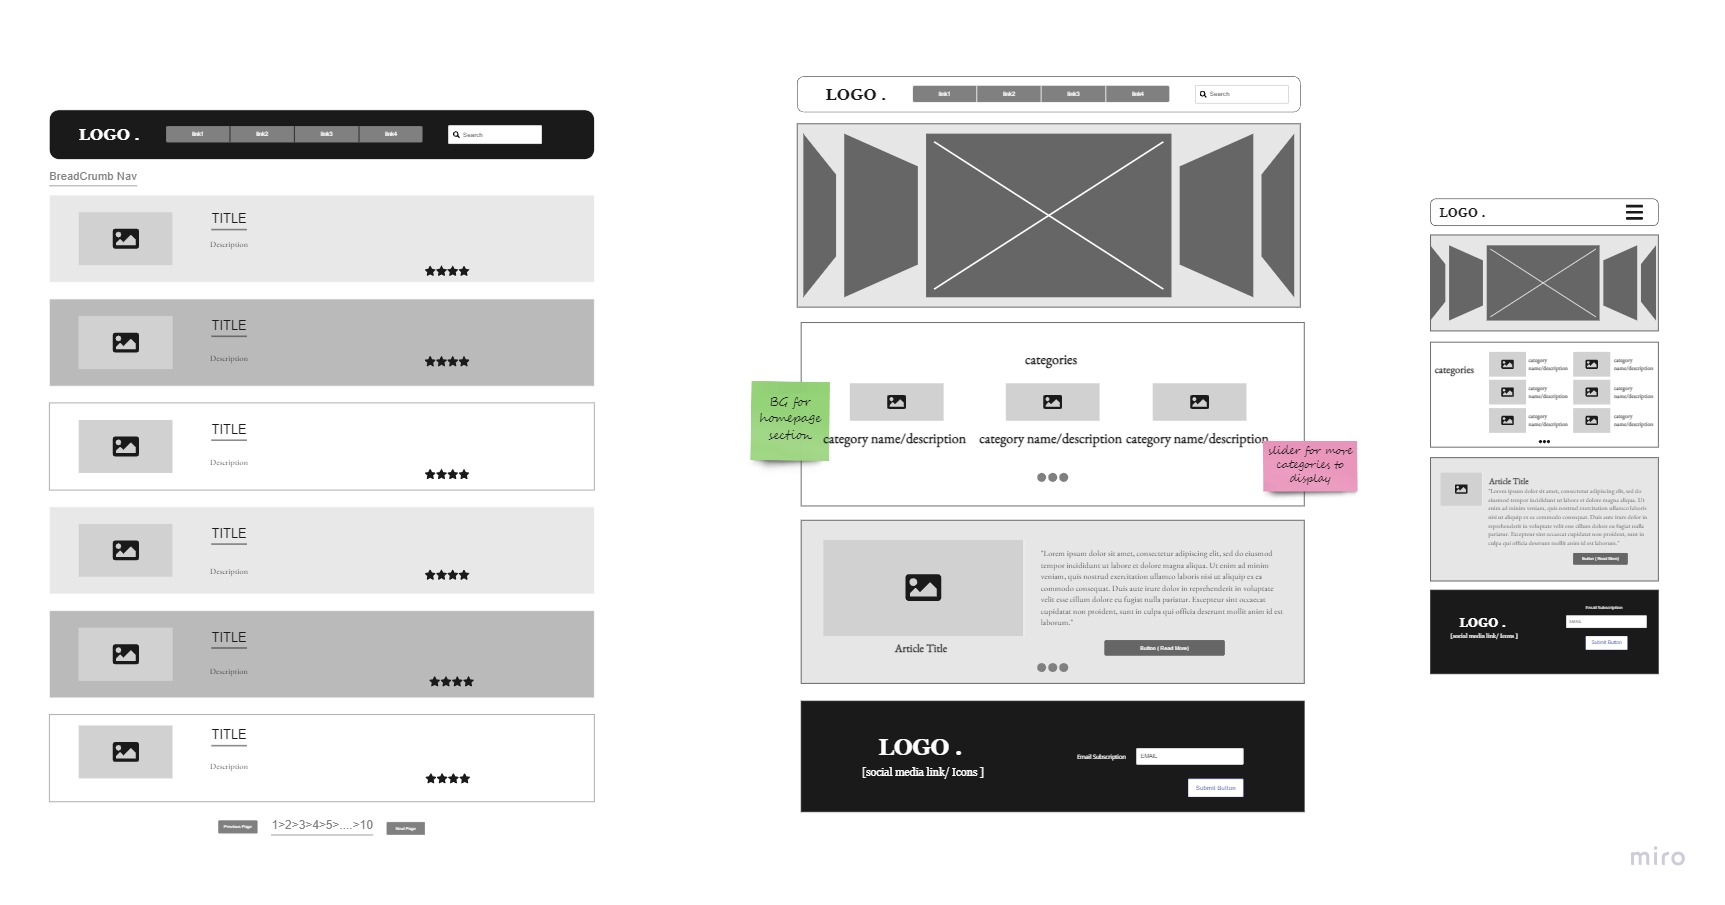 LOGO .
link1
link2
link3
link4
Search
BreadCrumb Nav
TITLE
Description
TITLE
Description
TITLE
Description
TITLE
Description
TITLE
Description
TITLE
Description
Previous Page
1>2>3>4>5>....>10
Next Page
LOGO .
link1
link2
link3
link4
Search
categories
category name/description
category name/description
category name/description
BG for
homepage
section
slider for more
categories to
display
"Lorem ipsum dolor sit amet, consectetur adipiscing elit, sed do eiusmod
tempor incididunt ut labore et dolore magna aliqua. Ut enim ad minim
veniam, quis nostrud exercitation ullamco laboris nisi ut aliquip ex ea
commodo consequat. Duis aute irure dolor in reprehenderit in voluptate
velit esse cillum dolore eu fugiat nulla pariatur. Excepteur sint occaecat
cupidatat non proident, sunt in culpa qui officia deserunt mollit anim id est
laborum."
Article Title
Button ( Read More)
LOGO .
[social media link/ Icons ]
Email Subscription
EMAIL
Submit Button
LOGO .
categories
category
name/description
category
name/description
category
name/description
category
name/description
category
name/description
category
name/description
Article Title
"Lorem ipsum dolor sit amet, consectetur adipiscing elit, sed do
eiusmod tempor incididunt ut labore et dolore magna aliqua. Ut
enim ad minim veniam, quis nostrud exercitation ullamco laboris
nisi ut aliquip ex ea commodo consequat. Duis aute irure dolor in
reprehenderit in voluptate velit esse cillum dolore eu fugiat nulla
pariatur. Excepteur sint occaecat cupidatat non proident, sunt in
culpa qui officia deserunt mollit anim id est laborum."
Button ( Read More)
LOGO .
[social media link/ Icons ]
Email Subscription
EMAIL
Submit Button
miro